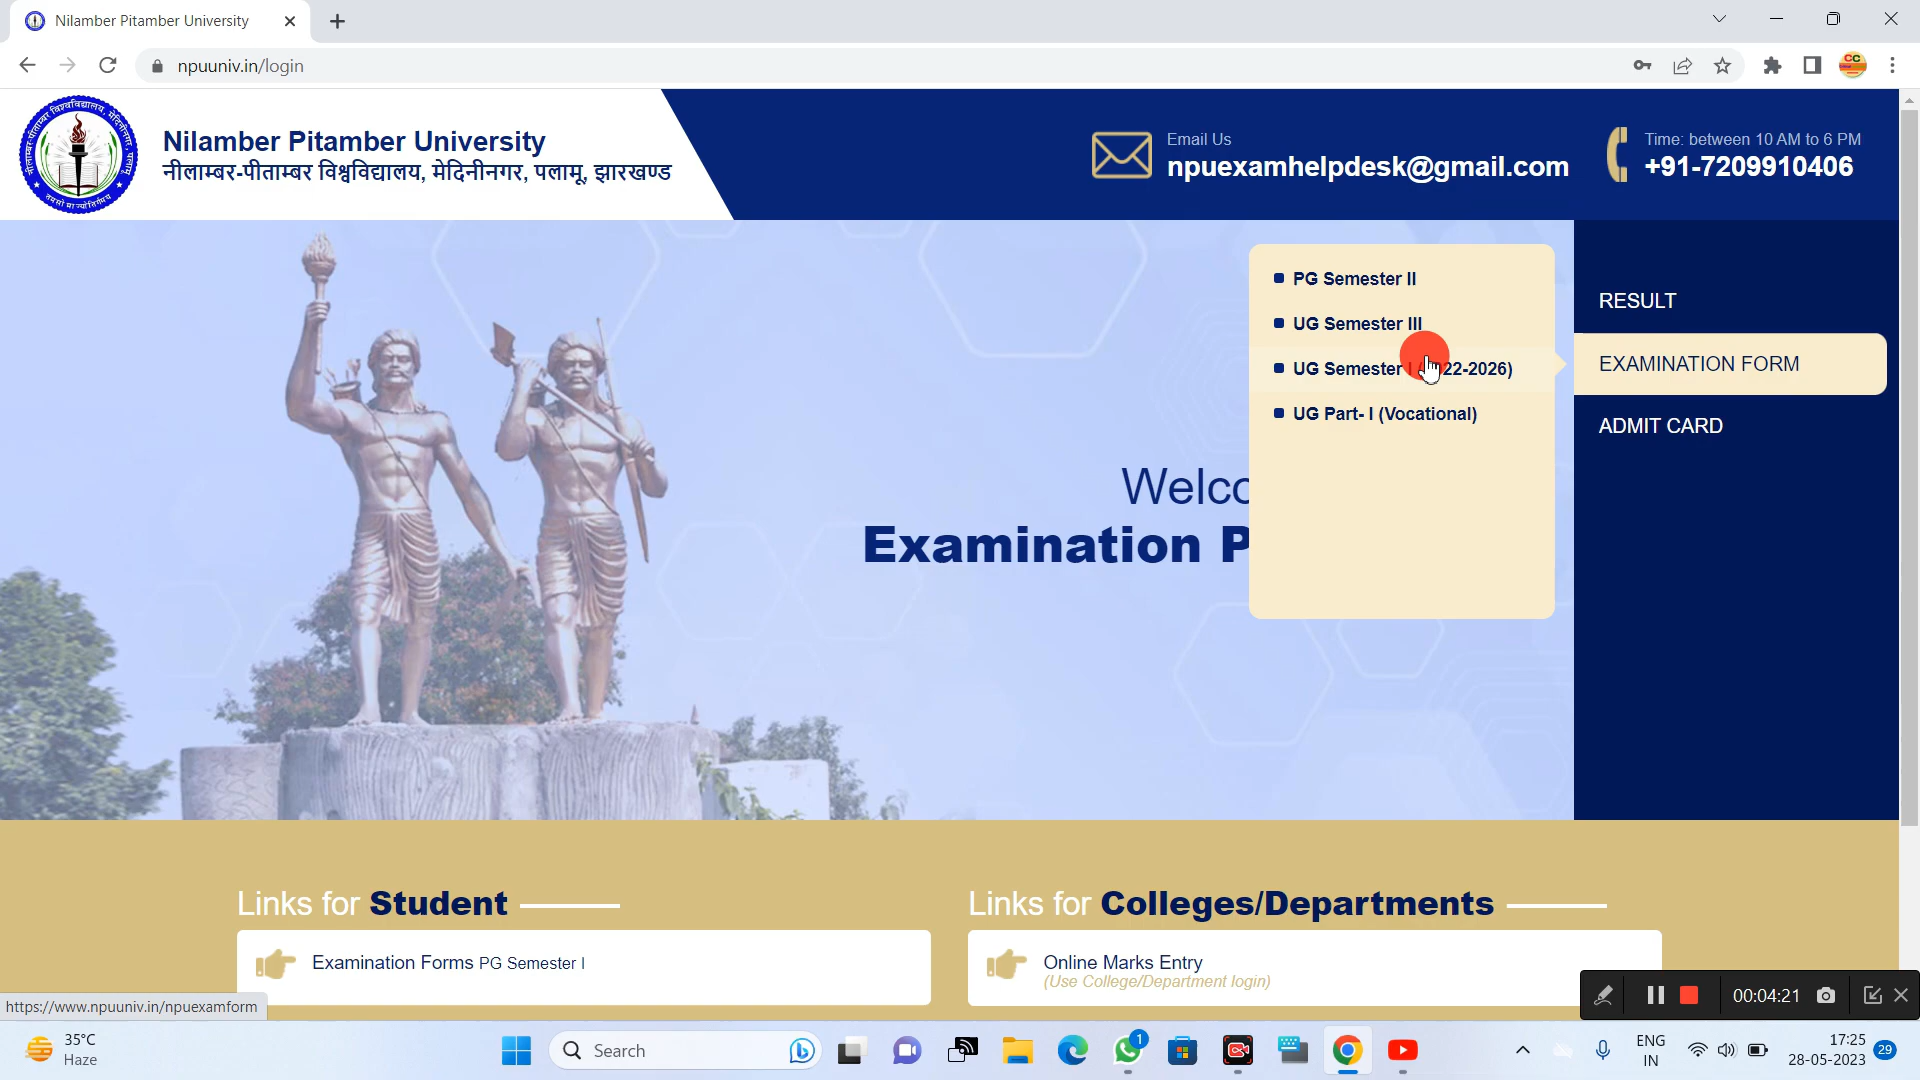 Nilamber Pitamber University
npuuniv.in/login
Nilamber Pitamber University
नीलाम्बर-पीताम्बर विश्वविद्यालय, मेदिनीनगर, पलामू, झारखण्ड
Email Us
npuexamhelpdesk@gmail.com
Time: between 10 AM to 6 PM
+91-7209910406
PG Semester II
UG Semester III
UG Semester 22-2026)
UG Part- I (Vocational)
RESULT
EXAMINATION FORM
ADMIT CARD
Welco
Examination P
Links for Student
Examination Forms PG Semester I
Links for Colleges/Departments
Online Marks Entry
(Use College/Department login)
https://www.npuuniv.in/npuexamform
00:04:21
35°C
Haze
Search
1
ENG
IN
17:25
28-05-2023
29